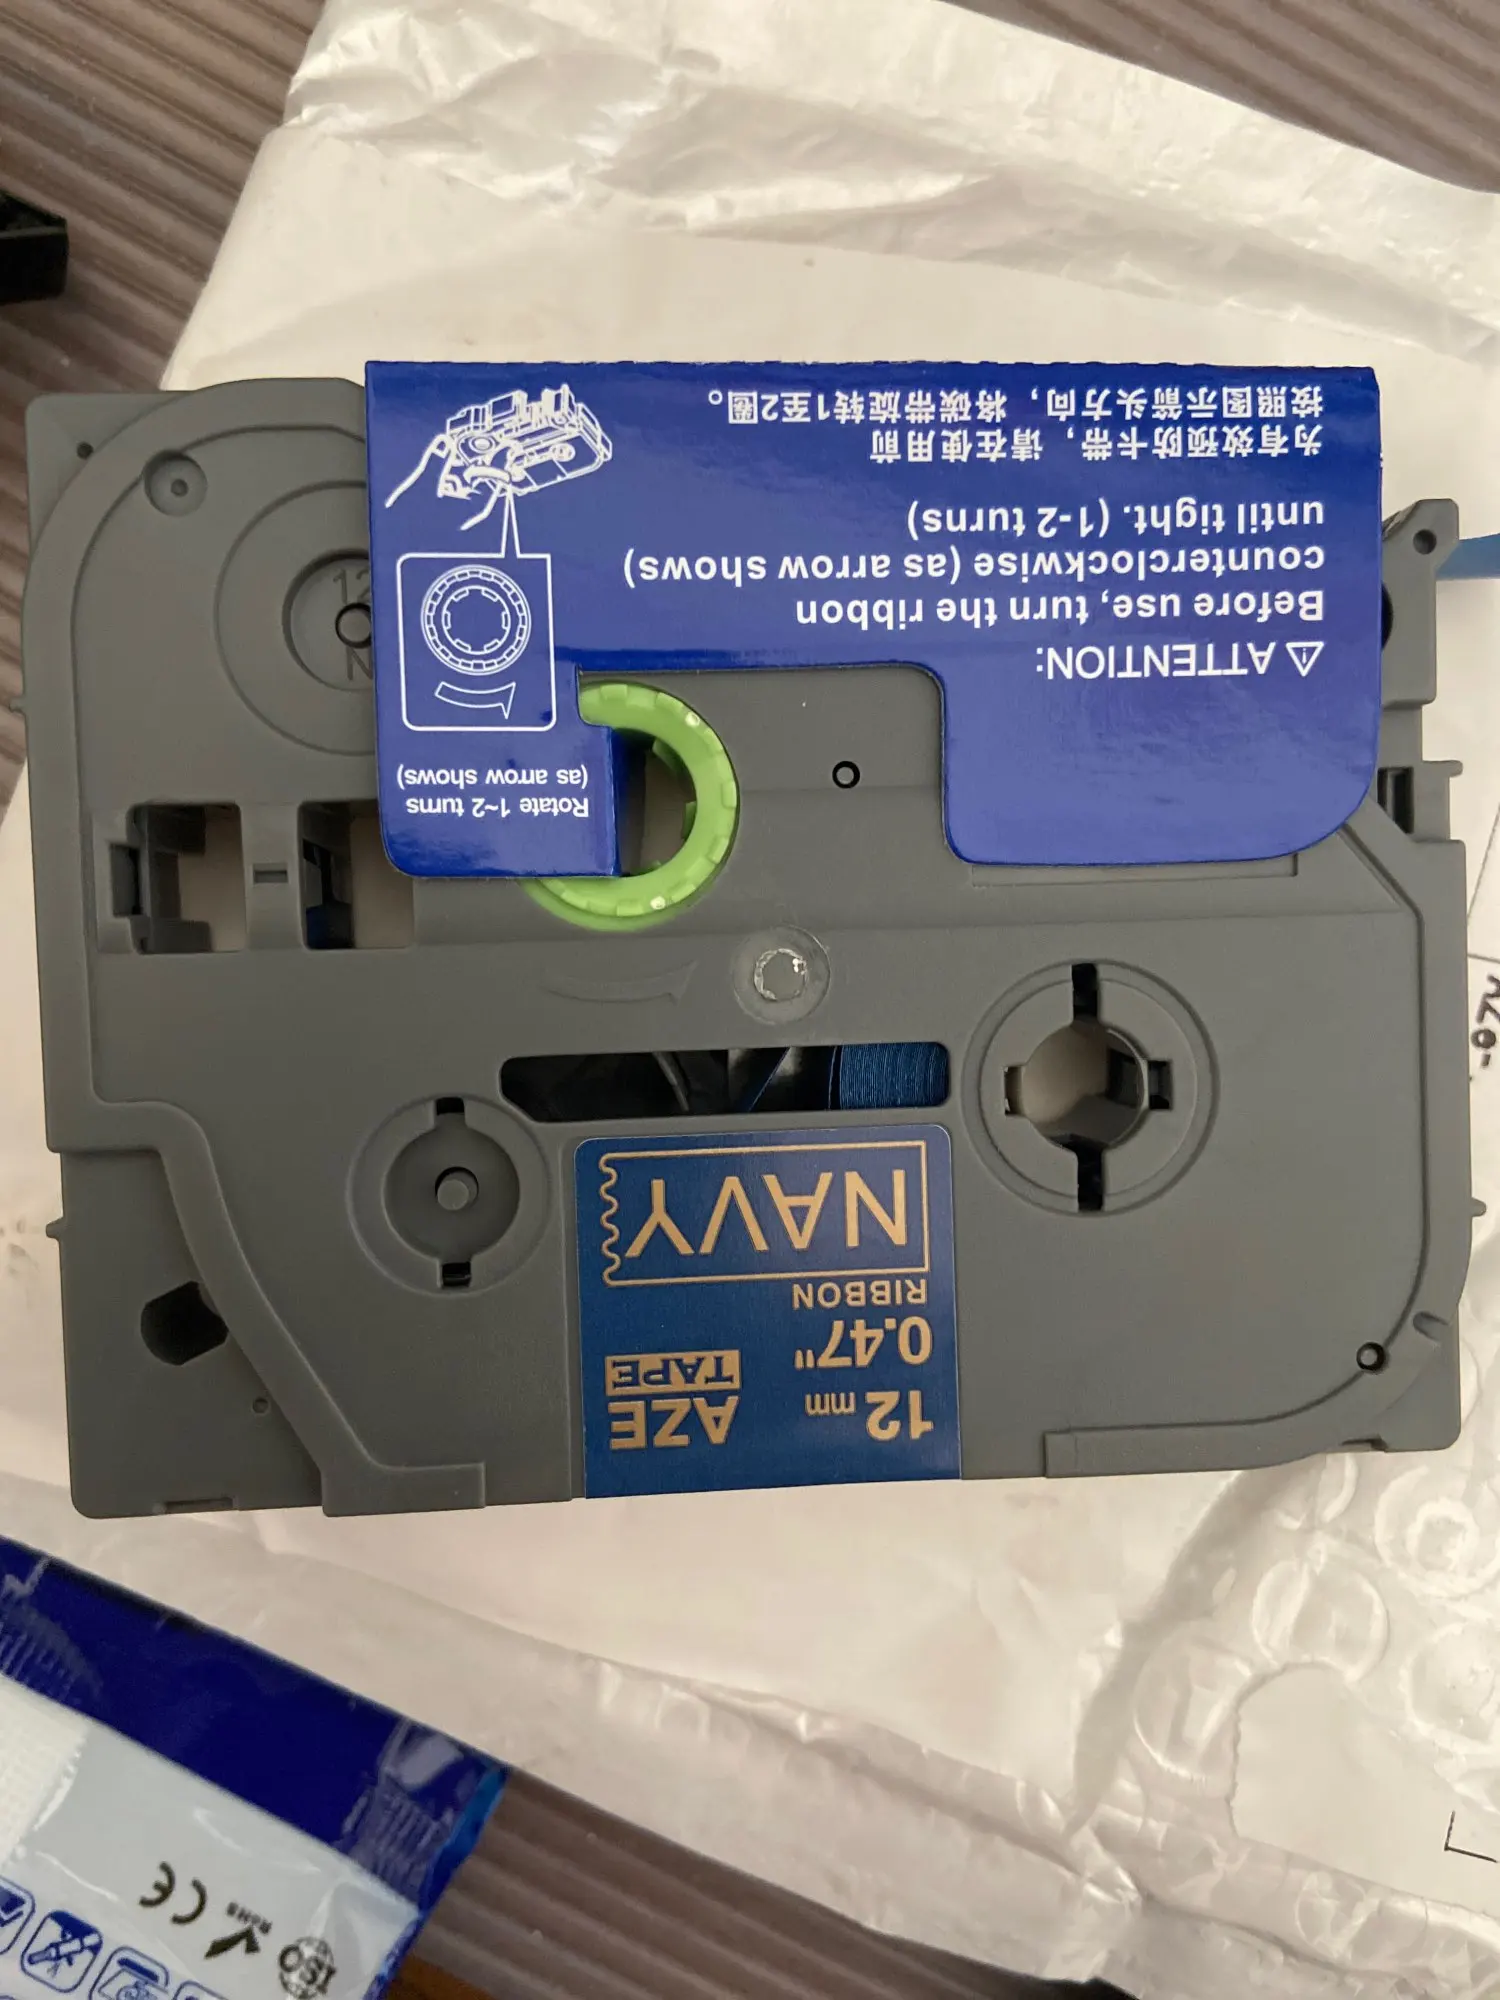 ⚠ ATTENTION:
Before use, turn the ribbon
counterclockwise (as arrow shows
until tight. (1-2 turns)
为有效预防卡带，请在使用前
按照图示箭头方向，将碳带旋转1至2圈。
Rotate 1~2 turns
(as arrow shows)
12
N
12 mm
0.47"
AZE
TAPE
RIBBON
NAVY
ISO
RoHS
CE